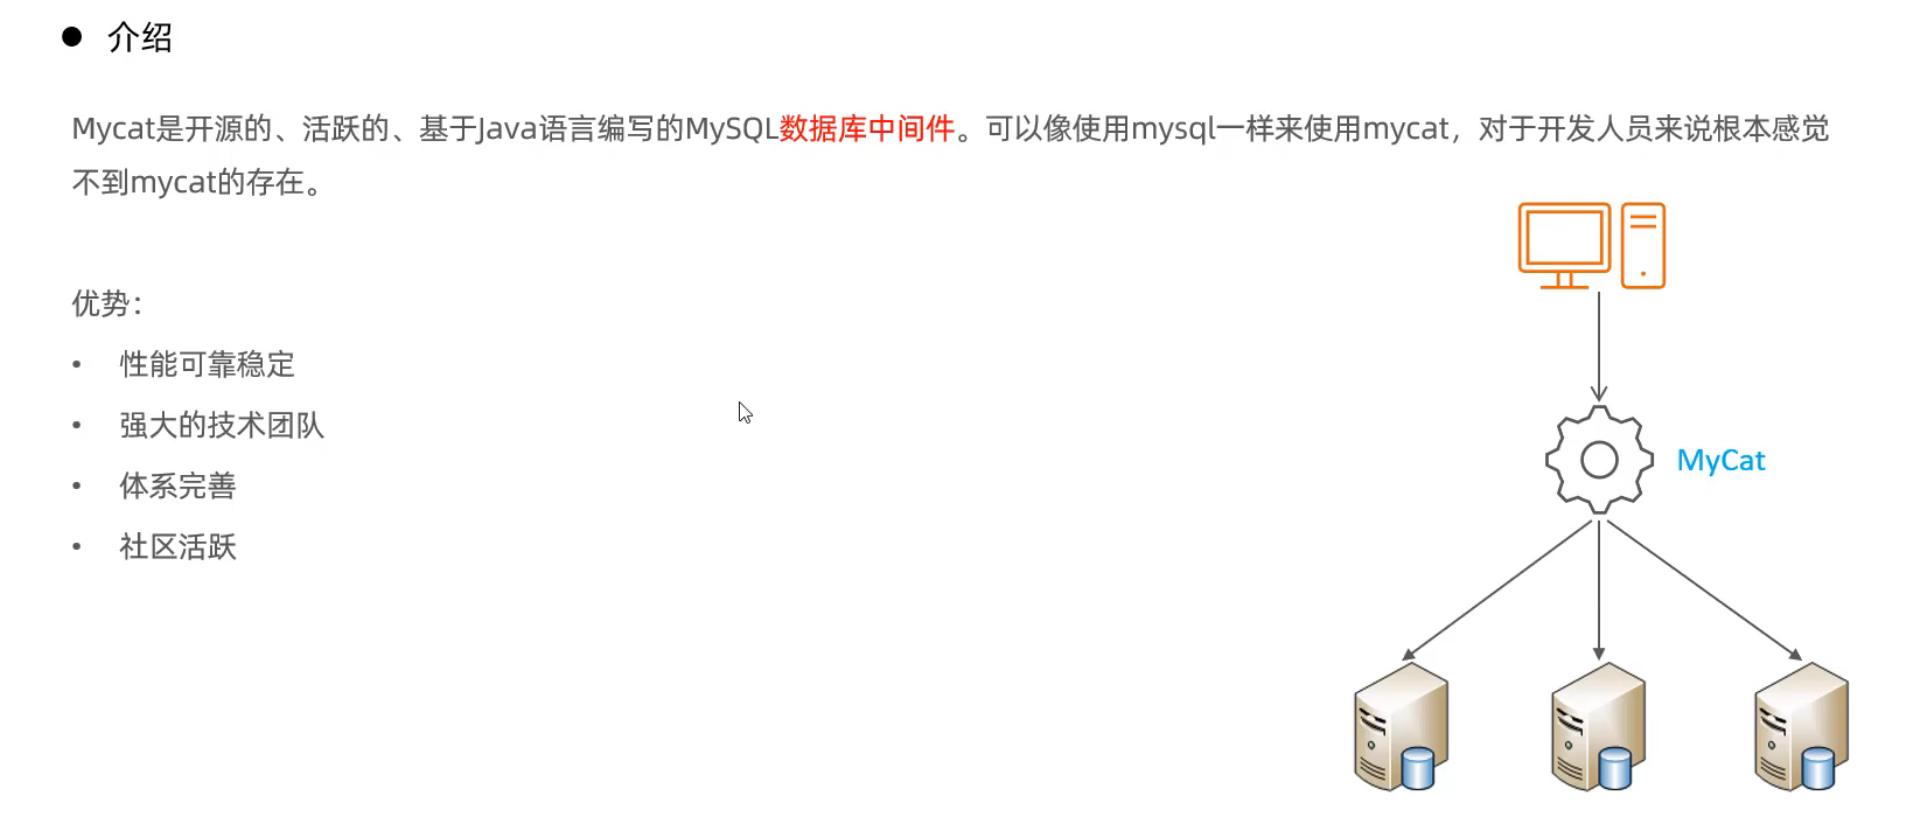 ● 介绍
Mycat是开源的、活跃的、基于Java语言编写的MySQL数据库中间件。可以像使用mysql一样来使用mycat，对于开发人员来说根本感觉
不到mycat的存在。
优势：
• 性能可靠稳定
• 强大的技术团队
• 体系完善
• 社区活跃
MyCat